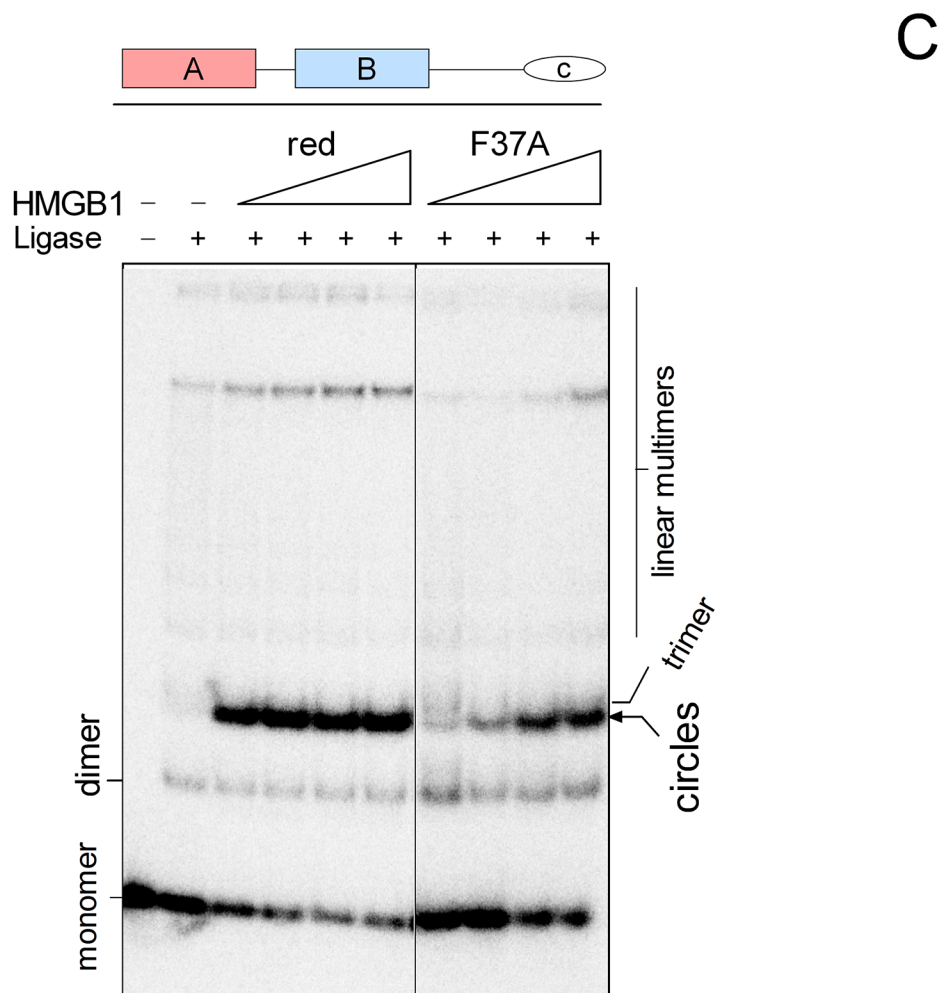 C
A B c
red F37A
HMGB1 – –
Ligase – + + + + + + + + +
linear multimers
trimer
circles
dimer
monomer